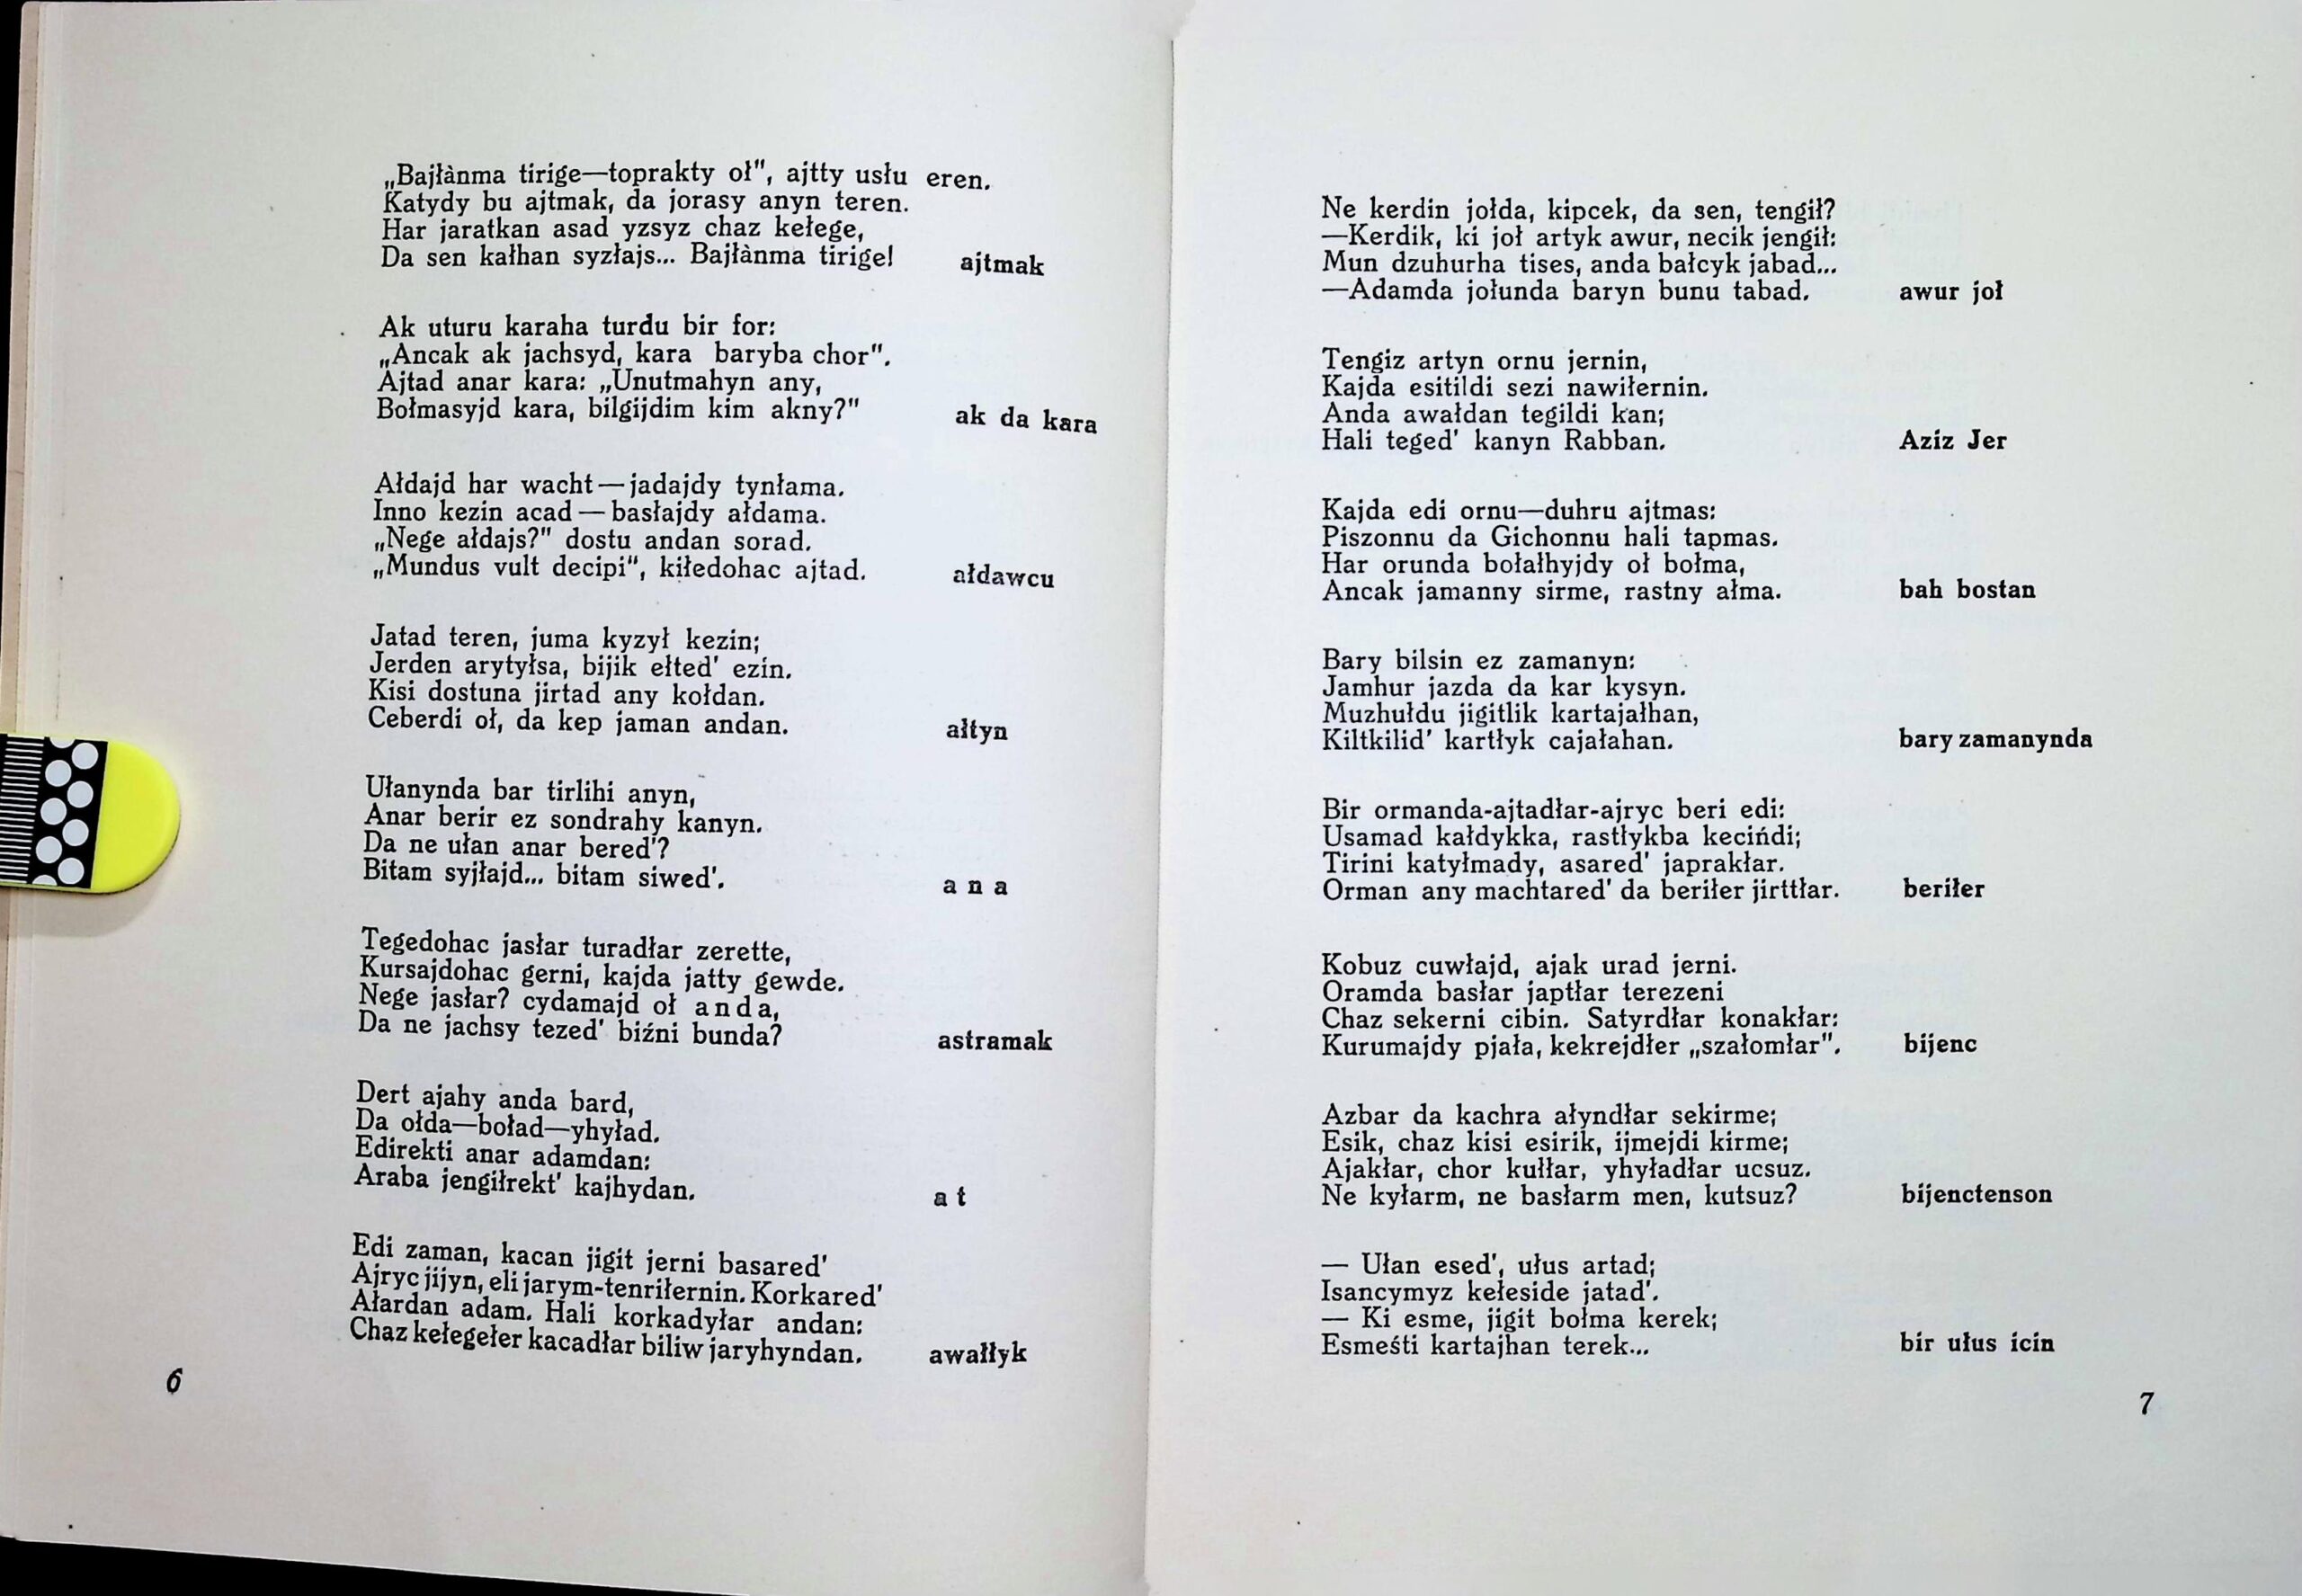 „Bajłànma tirige—toprakty oł", ajtty usłu eren.
Katydy bu ajtmak, da jorasy anyn teren.
Har jaratkan asad yzsyz chaz kełege,
Da sen kałhan syzłajs... Bajłànma tirige!
ajtmak
Ak uturu karaha turdu bir for:
„Ancak ak jachsyd, kara baryba chor".
Ajtad anar kara: „Unutmahyn any,
Bołmasyjd kara, bilgijdim kim akny?"
ak da kara
Ałdajd har wacht—jadajdy tynłama.
Inno kezin acad—basłajdy ałdama.
„Nege ałdajs?" dostu andan sorad.
„Mundus vult decipi", kiłedohac ajtad.
ałdawcu
Jatad teren, juma kyzył kezin;
Jerden arytyłsa, bijik ełted' ezin.
Kisi dostuna jirtad any kołdan.
Ceberdi oł, da kep jaman andan.
ałtyn
Ułanynda bar tirlihi anyn,
Anar berir ez sondrahy kanyn.
Da ne ułan anar bered'?
Bitam syjłajd... bitam siwed'.
ana
Tegedohac jasłar turadłar zerette,
Kursajdohac gerni, kajda jatty gewde.
Nege jasłar? cydamajd oł anda,
Da ne jachsy tezed' biźni bunda?
astramak
Dert ajahy anda bard,
Da ołda—boład—yhyład.
Edirekti anar adamdan:
Araba jengiłrekt' kajhydan.
at
Edi zaman, kacan jigit jerni basared'
Ajryc jijyn, eli jarym-tenriłernin. Korkared'
Ałardan adam. Hali korkadyłar andan:
Chaz kełegełer kacadłar biliw jaryhyndan.
awałłyk
6
Ne kerdin jołda, kipcek, da sen, tengił?
—Kerdik, ki joł artyk awur, necik jengił:
Mun dzuhurha tises, anda bałcyk jabad...
—Adamda jołunda baryn bunu tabad.
awur joł
Tengiz artyn ornu jernin,
Kajda esitildi sezi nawiłernin.
Anda awałdan tegildi kan;
Hali teged' kanyn Rabban.
Aziz Jer
Kajda edi ornu—duhru ajtmas:
Piszonnu da Gichonnu hali tapmas.
Har orunda bołałhyjdy oł bołma,
Ancak jamanny sirme, rastny ałma.
bah bostan
Bary bilsin ez zamanyn:
Jamhur jazda da kar kysyn.
Muzhułdu jigitlik kartajałhan,
Kiltkilid' kartłyk cajałahan.
bary zamanynda
Bir ormanda-ajtadłar-ajryc beri edi:
Usamad kałdykka, rastłykba kecińdi;
Tirini katyłmady, asared' japrakłar.
Orman any machtared' da beriłer jirttłar.
beriłer
Kobuz cuwłajd, ajak urad jerni.
Oramda basłar japtłar terezeni
Chaz sekerni cibin. Satyrdłar konakłar:
Kurumajdy pjała, kekrejdłer „szałomłar".
bijenc
Azbar da kachra ałyndłar sekirme;
Esik, chaz kisi esirik, ijmejdi kirme;
Ajakłar, chor kułłar, yhyładłar ucsuz.
Ne kyłarm, ne basłarm men, kutsuz?
bijenctenson
— Ułan esed', ułus artad;
Isancymyz kełeside jatad'.
— Ki esme, jigit bołma kerek;
Esmeśti kartajhan terek...
bir ułus icin
7